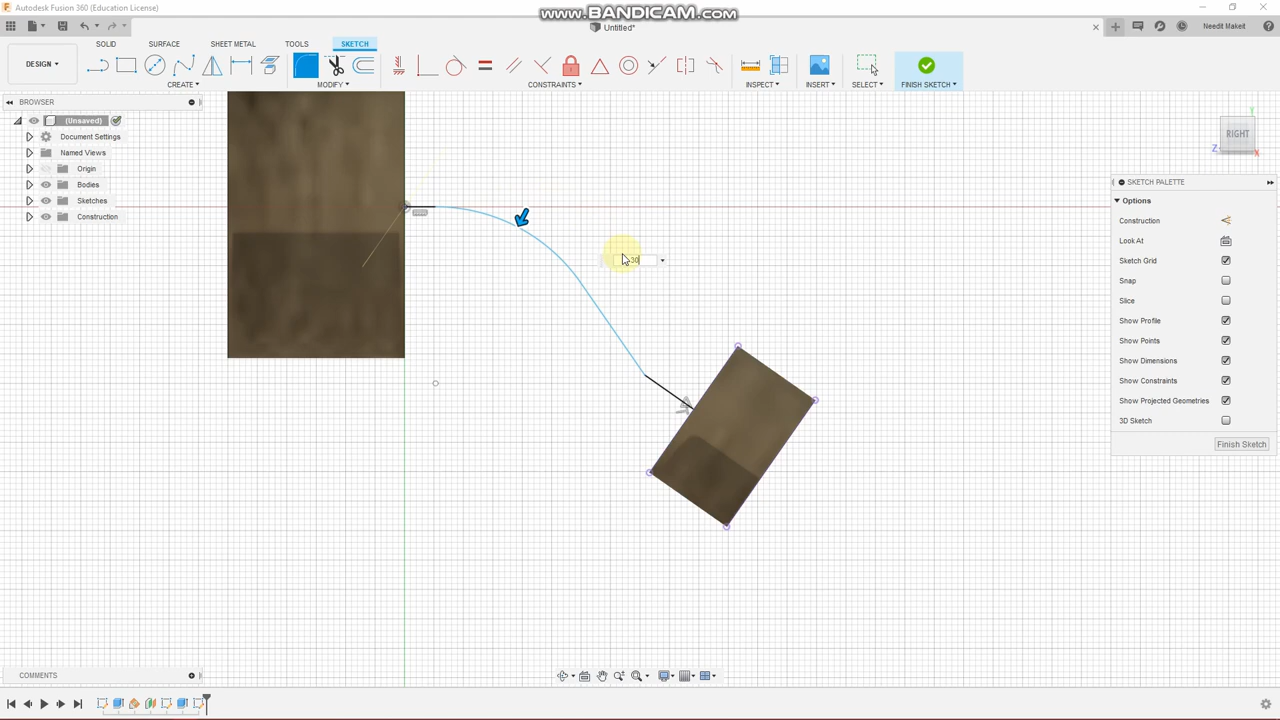 Autodesk Fusion 360 (Education License)
www.BANDICAM.com
Untitled*
Needit Makeit
DESIGN
SOLID
SURFACE
SHEET METAL
TOOLS
SKETCH
CREATE
MODIFY
CONSTRAINTS
INSPECT
INSERT
SELECT
FINISH SKETCH
BROWSER
(Unsaved)
Document Settings
Named Views
Origin
Bodies
Sketches
Construction
Y
RIGHT
Z
X
SKETCH PALETTE
Options
Construction
Look At
Sketch Grid
Snap
Slice
Show Profile
Show Points
Show Dimensions
Show Constraints
Show Projected Geometries
3D Sketch
Finish Sketch
30
COMMENTS